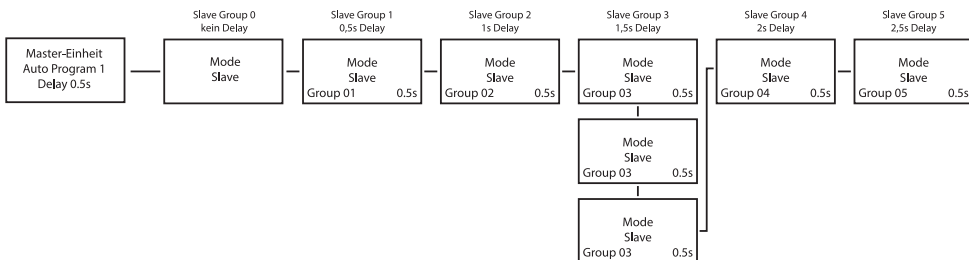 Slave Group 0
kein Delay
Slave Group 1
0,5s Delay
Slave Group 2
1s Delay
Slave Group 3
1,5s Delay
Slave Group 4
2s Delay
Slave Group 5
2,5s Delay
Master-Einheit
Auto Program 1
Delay 0.5s
Mode
Slave
Mode
Slave
Group 01 0.5s
Mode
Slave
Group 02 0.5s
Mode
Slave
Group 03 0.5s
Mode
Slave
Group 04 0.5s
Mode
Slave
Group 05 0.5s
Mode
Slave
Group 03 0.5s
Mode
Slave
Group 03 0.5s